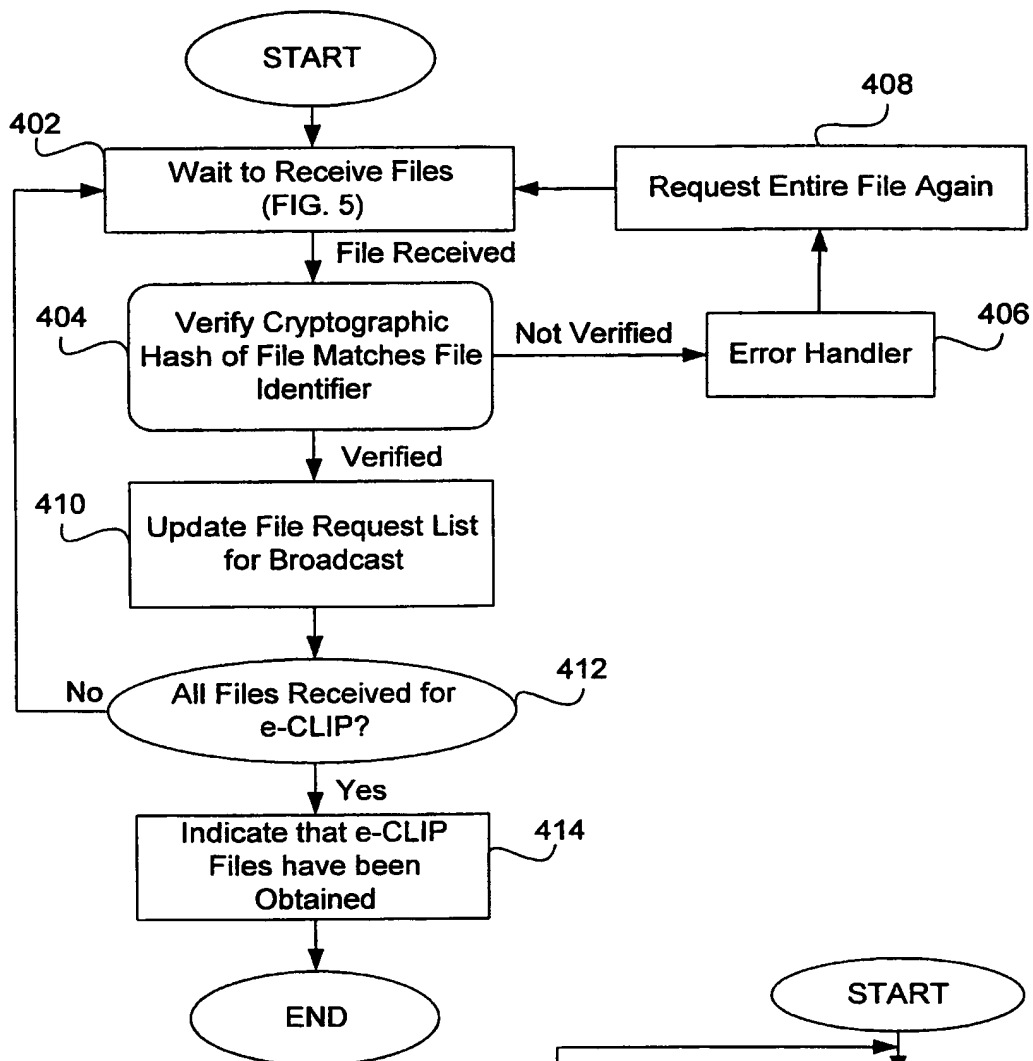 START
402
Wait to Receive Files
(FIG. 5)
408
Request Entire File Again
File Received
404
Verify Cryptographic
Hash of File Matches File
Identifier
Not Verified
406
Error Handler
Verified
410
Update File Request List
for Broadcast
No
412
All Files Received for
e-CLIP?
Yes
Indicate that e-CLIP
Files have been
Obtained
414
END
START